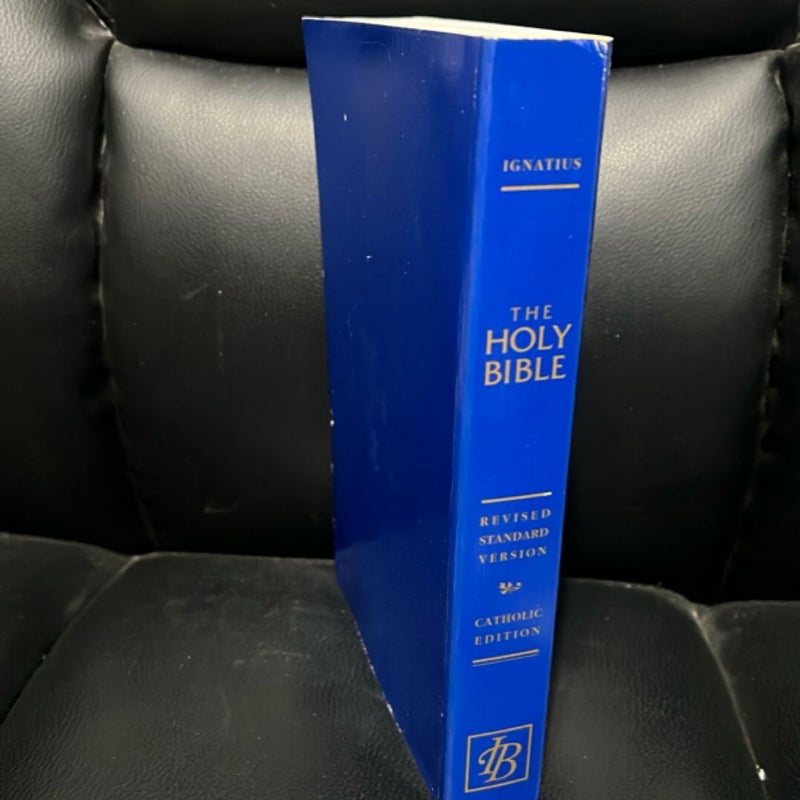 IGNATIUS
THE
HOLY
BIBLE
REVISED
STANDARD
VERSION
CATHOLIC
EDITION
IB